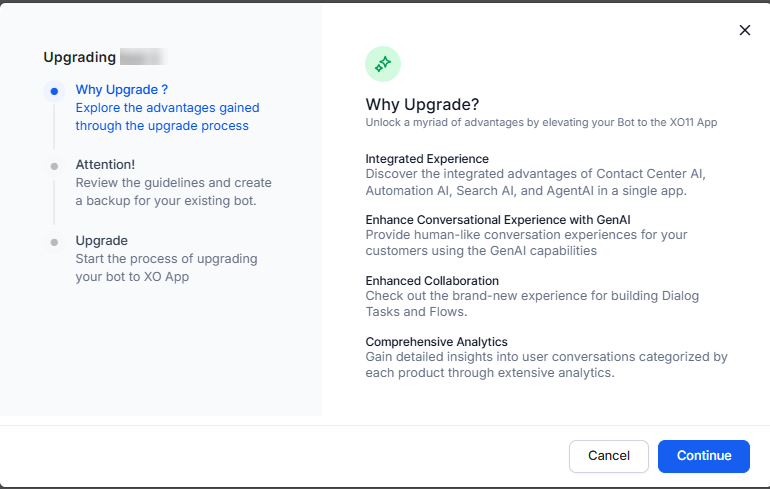 Upgrading
Why Upgrade ?
Explore the advantages gained
through the upgrade process
Attention!
Review the guidelines and create
a backup for your existing bot.
Upgrade
Start the process of upgrading
your bot to XO App
Why Upgrade?
Unlock a myriad of advantages by elevating your Bot to the XO11 App
Integrated Experience
Discover the integrated advantages of Contact Center AI,
Automation AI, Search AI, and AgentAI in a single app.
Enhance Conversational Experience with GenAI
Provide human-like conversation experiences for your
customers using the GenAI capabilities
Enhanced Collaboration
Check out the brand-new experience for building Dialog
Tasks and Flows.
Comprehensive Analytics
Gain detailed insights into user conversations categorized by
each product through extensive analytics.
Cancel
Continue